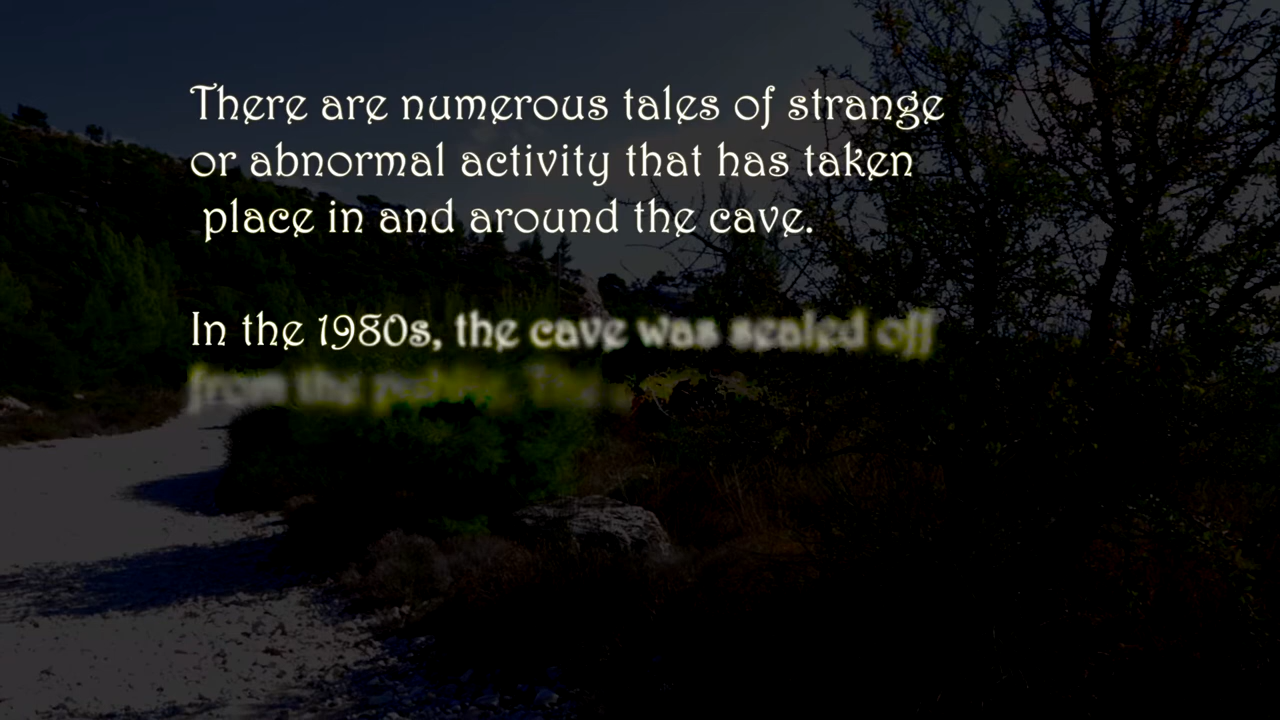 There are numerous tales of strange
or abnormal activity that has taken
place in and around the cave.
In the 1980s, the cave was sealed off
from the public. The